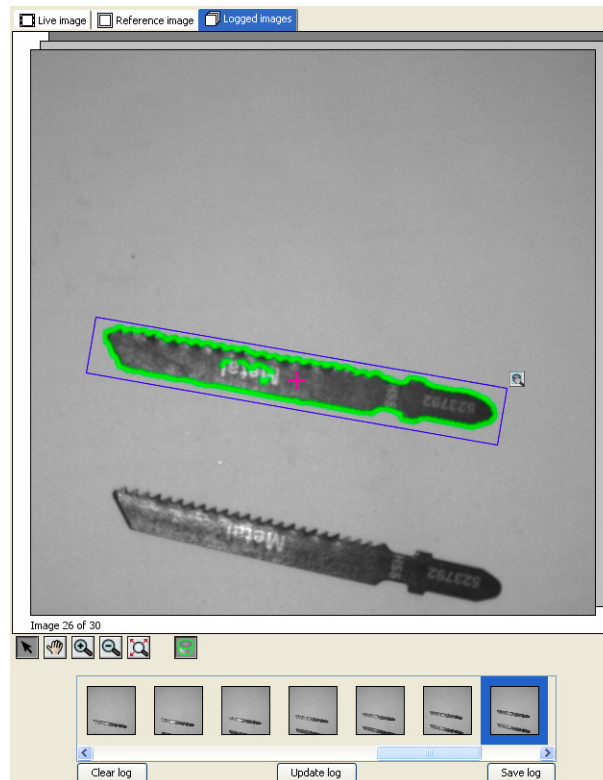 Live image Reference image Logged images
Metal
HSS
523792
Metal
HSS
523792
Image 26 of 30
Clear log Update log Save log